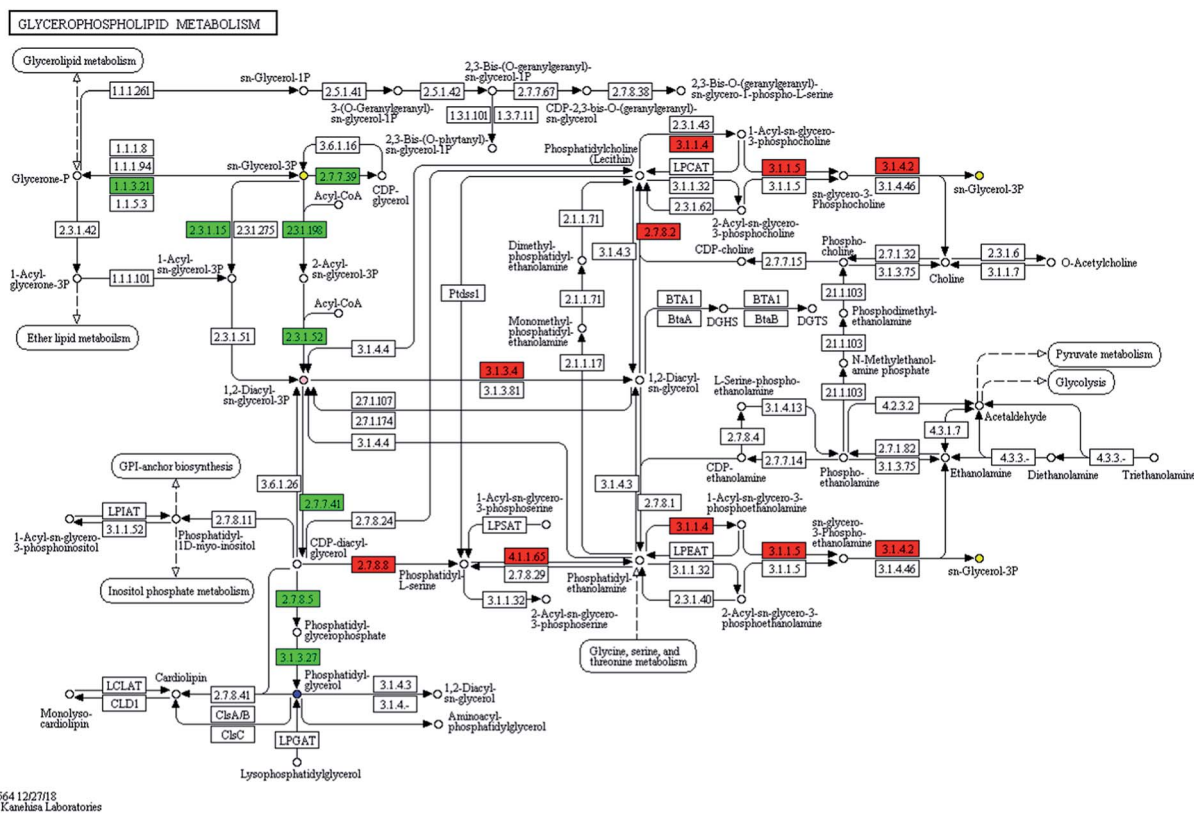 GLYCEROPHOSPHOLIPID METABOLISM
Glycerolipid metabolism
1.1.1.261
sn-Glycerol-1P
2.5.1.41
3-(O-Geranylgeranyl)-
sn-glycerol-1P
2.5.1.42
2,3-Bis-(O-geranylgeranyl)-
sn-glycerol-1P
2.7.7.67
CDP-2,3-bis-O-(geranylgeranyl)-
sn-glycerol
2.7.8.38
2,3-Bis-O-(geranylgeranyl)-
sn-glycero-1-phospho-L-serine
1.3.1.101
1.3.7.11
2,3-Bis-(O-phytanyl)-
sn-glycerol-1P
1.1.1.8
1.1.1.94
1.1.3.21
1.1.5.3
Glycerone-P
sn-Glycerol-3P
3.6.1.16
2.7.7.39
CDP-
glycerol
Acyl-CoA
2.3.1.42
2.3.1.15
2.3.1.275
2.3.1.198
1-Acyl-
glycerone-3P
1.1.1.101
1-Acyl-
sn-glycerol-3P
2-Acyl-
sn-glycerol-3P
Acyl-CoA
Ether lipid metaboilsm
2.3.1.51
2.3.1.52
3.1.4.4
1,2-Diacyl-
sn-glycerol-3P
3.1.3.4
3.1.3.81
2.7.1.107
2.7.1.174
3.1.4.4
Ptdss1
Phosphatidylcholine
(Lecithin)
2.3.1.43
3.1.1.4
1-Acyl-sn-glycero-
3-phosphocholine
LPCAT
3.1.1.32
2.3.1.62
2-Acyl-sn-glycero-
3-phosphocholine
3.1.1.5
3.1.1.5
sn-glycero-3-
Phosphocholine
3.1.4.2
3.1.4.46
sn-Glycerol-3P
2.1.1.71
Dimethyl-
phosphatidyl-
ethanolamine
3.1.4.3
2.7.8.2
CDP-choline
2.7.7.15
Phospho-
choline
2.7.1.32
3.1.3.75
Choline
2.3.1.6
3.1.1.7
O-Acetylcholine
2.1.1.71
Monomethyl-
phosphatidyl-
ethanolamine
2.1.1.17
BTA1
BtaA
DGHS
BTA1
BtaB
DGTS
2.1.1.103
Phosphodimethyl-
ethanolamine
2.1.1.103
N-Methylethanol-
amine phosphate
2.1.1.103
Pyruvate metabolism
Glycolysis
1,2-Diacyl-
sn-glycerol
L-Serine-phospho-
ethanolamine
3.1.4.13
2.7.8.4
CDP-
ethanolamine
2.7.7.14
Phospho-
ethanolamine
4.2.3.2
Acetaldehyde
4.3.1.7
2.7.1.82
3.1.3.75
Ethanolamine
4.3.3.-
Diethanolamine
4.3.3.-
Triethanolamine
GPI-anchor biosynthesis
3.6.1.26
2.7.7.41
LPIAT
3.1.1.52
1-Acyl-sn-glycero-
3-phosphoinositol
Phosphatidyl-
1D-myo-inositol
2.7.8.11
2.7.8.24
CDP-diacyl-
glycerol
Inositol phosphate metabolism
1-Acyl-sn-glycero-
3-phosphoserine
LPSAT
2.7.8.8
Phosphatidyl-
L-serine
4.1.1.65
2.7.8.29
3.1.1.32
2-Acyl-sn-glycero-
3-phosphoserine
3.1.4.3
2.7.8.1
Phosphatidyl-
ethanolamine
1-Acyl-sn-glycero-3-
phosphoethanolamine
3.1.1.4
LPEAT
3.1.1.32
2.3.1.40
2-Acyl-sn-glycero-3-
phosphoethanolamine
3.1.1.5
3.1.1.5
sn-glycero-
3-Phospho-
ethanolamine
3.1.4.2
3.1.4.46
sn-Glycerol-3P
Glycine, serine, and
threonine metabolism
2.7.8.5
Phosphatidyl-
glycerophosphate
3.1.3.27
Phosphatidyl-
glycerol
LCLAT
CLD1
Monolyso-
cardiolipin
Cardiolipin
2.7.8.41
ClsA/B
ClsC
3.1.4.3
3.1.4.-
1,2-Diacyl-
sn-glycerol
Aminoacyl-
phosphatidylglycerol
LPGAT
Lysophosphatidylglycerol
564 12/27/18
Kanehisa Laboratories